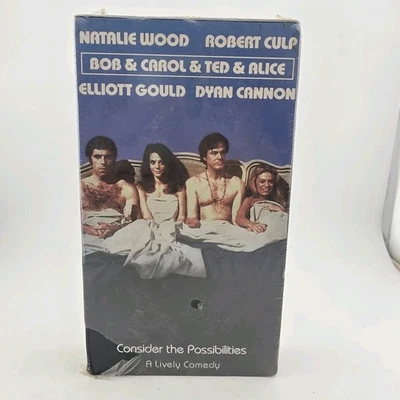 NATALIE WOOD ROBERT CULP
BOB & CAROL & TED & ALICE
ELLIOTT GOULD DYAN CANNON
Consider the Possibilities
A Lively Comedy